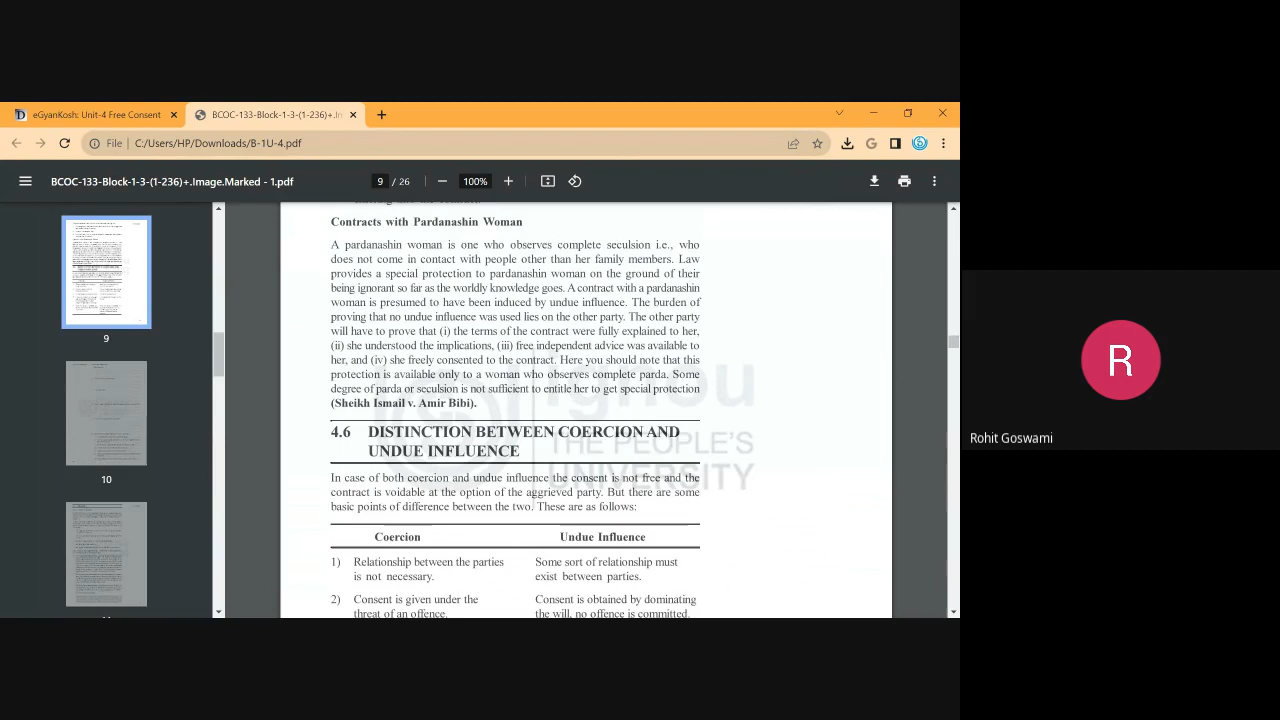 eGyanKosh: Unit-4 Free Consent
BCOC-133-Block-1-3-(1-236)+.In
File | C:/Users/HP/Downloads/B-1U-4.pdf
BCOC-133-Block-1-3-(1-236)+.Image.Marked - 1.pdf
9 / 26
100%
Contracts with Pardanashin Woman
A pardanashin woman is one who observes complete seculsion i.e., who
does not come in contact with people other than her family members. Law
provides a special protection to pardanashin woman on the ground of their
being ignorant so far as the worldly knowledge goes. A contract with a pardanashin
woman is presumed to have been induced by undue influence. The burden of
proving that no undue influence was used lies on the other party. The other party
will have to prove that (i) the terms of the contract were fully explained to her,
(ii) she understood the implications, (iii) free independent advice was available to
her, and (iv) she freely consented to the contract. Here you should note that this
protection is available only to a woman who observes complete parda. Some
degree of parda or seculsion is not sufficient to entitle her to get special protection
(Sheikh Ismail v. Amir Bibi).
4.6 DISTINCTION BETWEEN COERCION AND
UNDUE INFLUENCE
THE PEOPLE'S
UNIVERSITY
In case of both coercion and undue influence the consent is not free and the
contract is voidable at the option of the aggrieved party. But there are some
basic points of difference between the two. These are as follows:
Coercion Undue Influence
1) Relationship between the parties Some sort of relationship must
is not necessary. exist between parties.
2) Consent is given under the Consent is obtained by dominating
threat of an offence. the will, no offence is committed.
9
10
R
Rohit Goswami